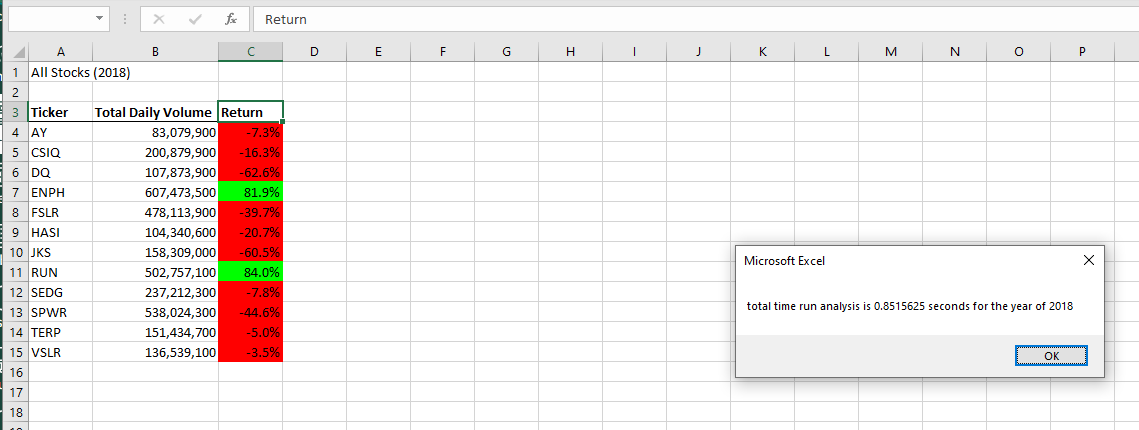 fx Return
A B C D E F G H I J K L M N O P
1 All Stocks (2018)
2
3 Ticker Total Daily Volume Return
4 AY 83,079,900 -7.3%
5 CSIQ 200,879,900 -16.3%
6 DQ 107,873,900 -62.6%
7 ENPH 607,473,500 81.9%
8 FSLR 478,113,900 -39.7%
9 HASI 104,340,600 -20.7%
10 JKS 158,309,000 -60.5%
11 RUN 502,757,100 84.0%
12 SEDG 237,212,300 -7.8%
13 SPWR 538,024,300 -44.6%
14 TERP 151,434,700 -5.0%
15 VSLR 136,539,100 -3.5%
16
17
18
Microsoft Excel
total time run analysis is 0.8515625 seconds for the year of 2018
OK